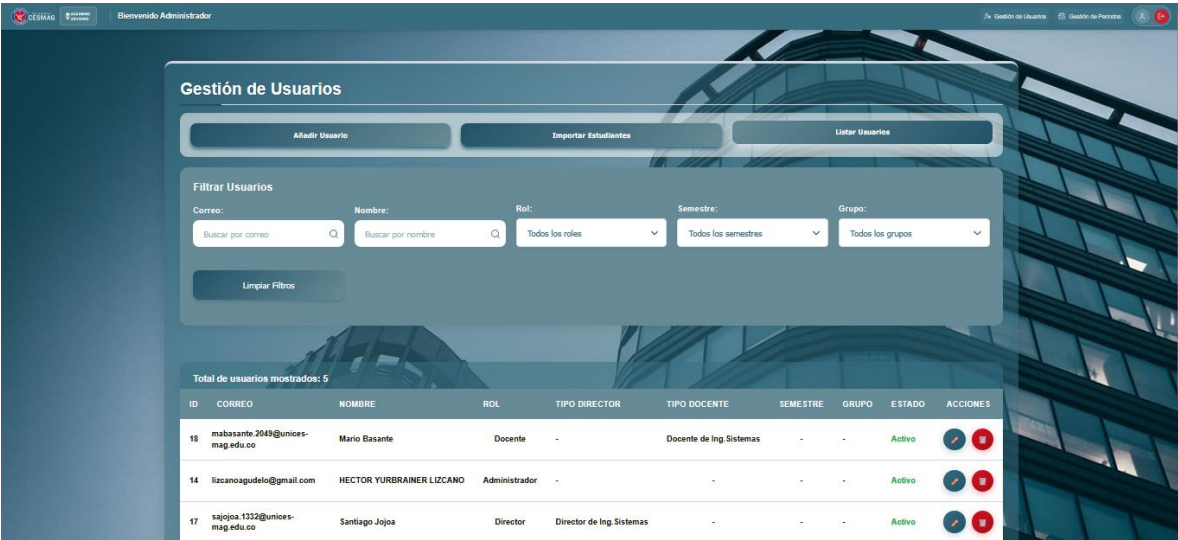 CESMAG ACADEMIC ADVISING Bienvenido Administrador Gestión de Usuarios Gestión de Periodos
Gestión de Usuarios
Añadir Usuario Importar Estudiantes Listar Usuarios
Filtrar Usuarios
Correo: Nombre: Rol: Semestre: Grupo:
Buscar por correo Buscar por nombre Todos los roles Todos los semestres Todos los grupos
Limpiar Filtros
Total de usuarios mostrados: 5
ID CORREO NOMBRE ROL TIPO DIRECTOR TIPO DOCENTE SEMESTRE GRUPO ESTADO ACCIONES
18 mabasante.2049@unices-
mag.edu.co Mario Basante Docente - Docente de Ing.Sistemas - - Activo
14 lizcanoagudelo@gmail.com HECTOR YURBRAINER LIZCANO Administrador - - - - Activo
17 sajojoa.1332@unices-
mag.edu.co Santiago Jojoa Director Director de Ing.Sistemas - - - Activo